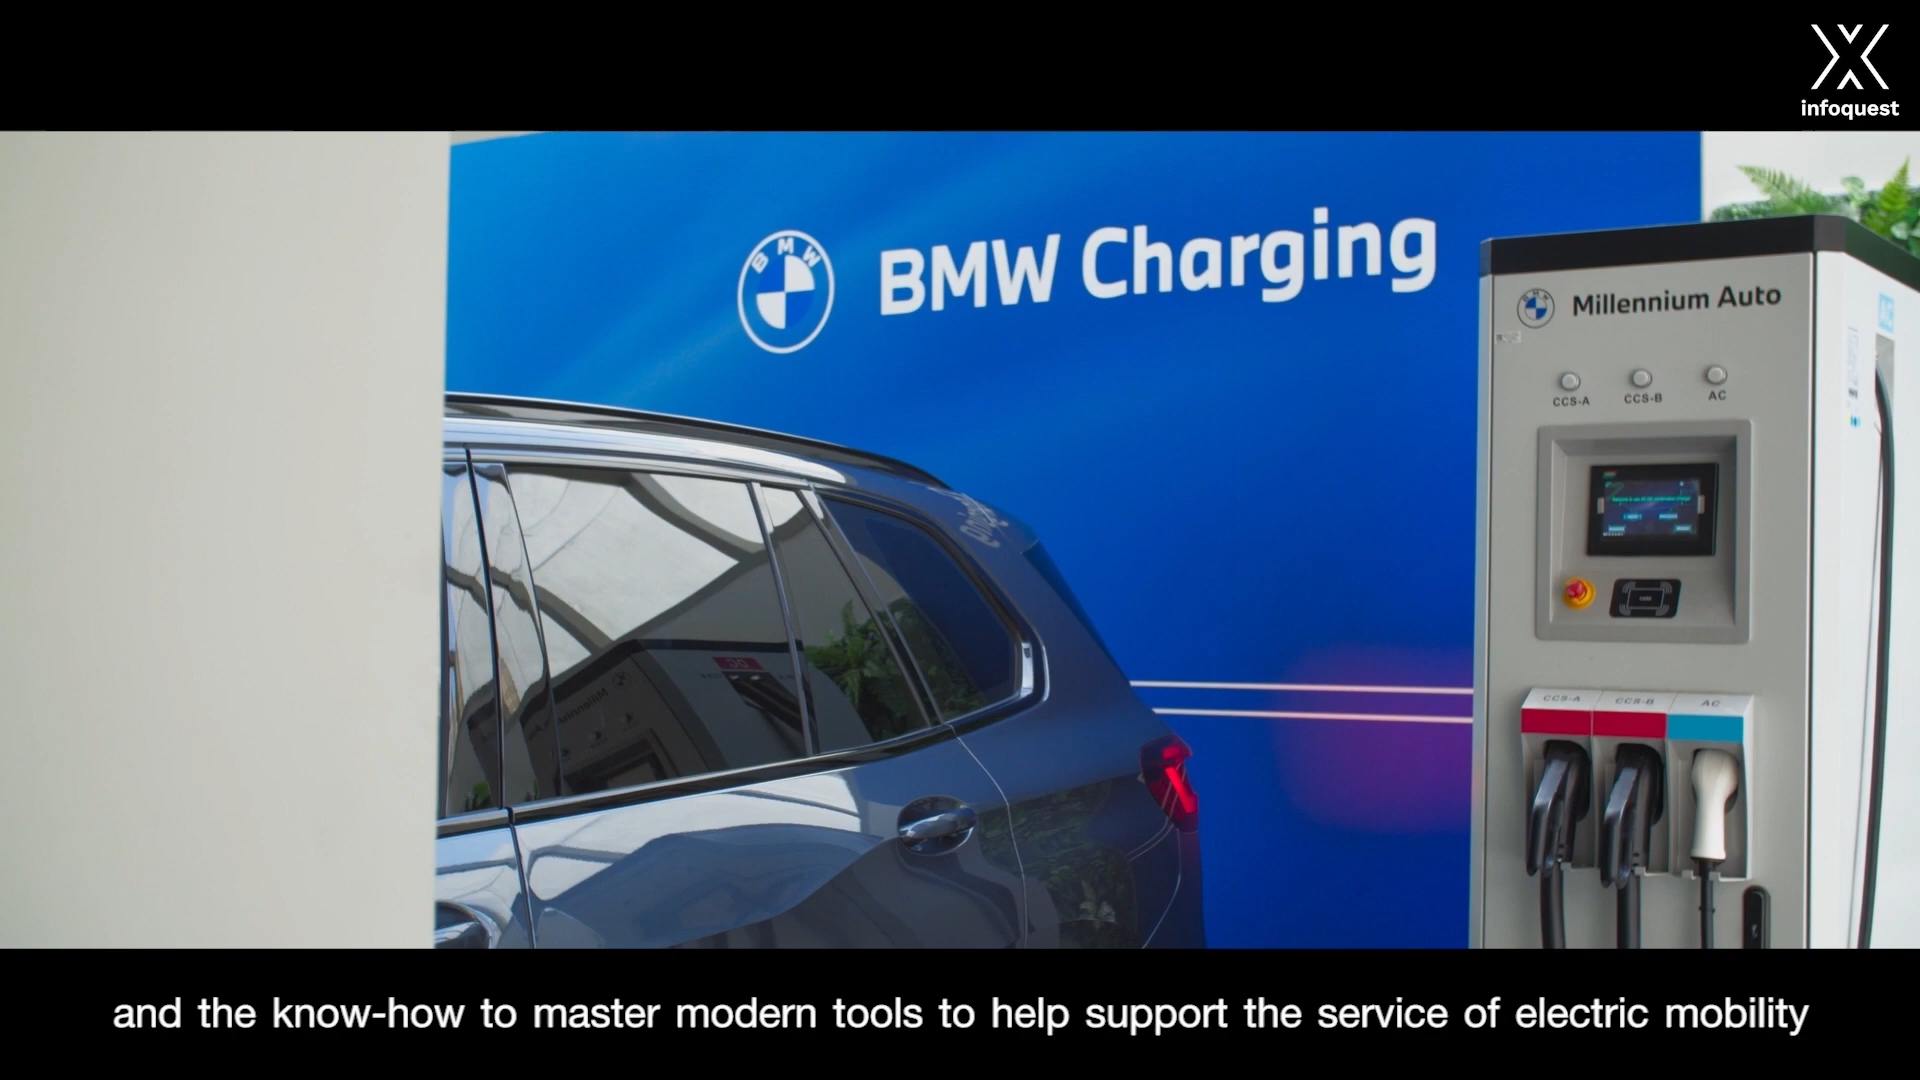 infoquest
BMW
BMW Charging
Millennium Auto
CCS-A CCS-B AC
CCS-A CCS-B AC
and the know-how to master modern tools to help support the service of electric mobility